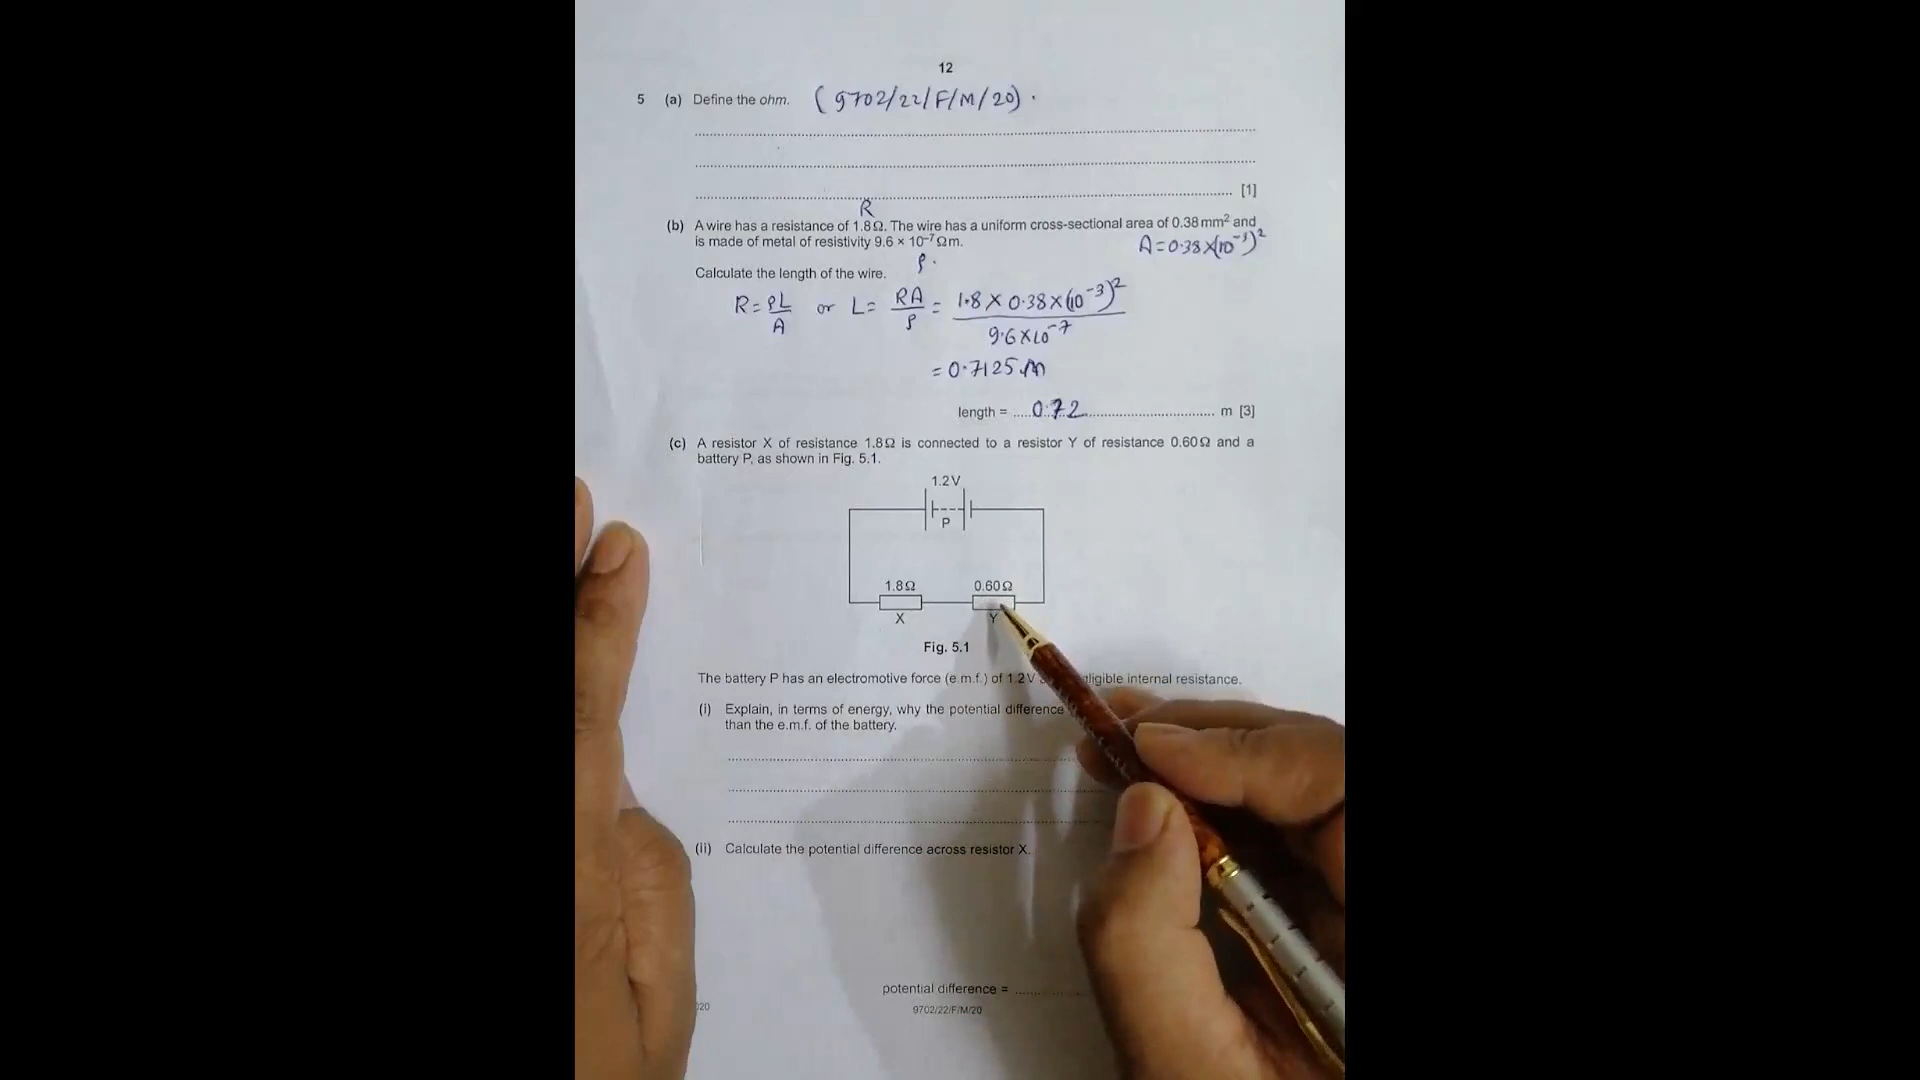 12
5 (a) Define the ohm. (9702/22/F/M/20).
[1]
R
(b) A wire has a resistance of 1.8Ω. The wire has a uniform cross-sectional area of 0.38 mm² and
is made of metal of resistivity 9.6 × 10⁻⁷ Ωm.
A = 0.38×(10⁻³)²
ρ.
Calculate the length of the wire.
R = ρL/A or L = RA/ρ = 1.8 × 0.38 × (10⁻³)² / 9.6×10⁻⁷
= 0.7125 m
length = 0.72 m [3]
(c) A resistor X of resistance 1.8Ω is connected to a resistor Y of resistance 0.60Ω and a
battery P, as shown in Fig. 5.1.
1.2V
P
1.8Ω 0.60Ω
X Y
Fig. 5.1
The battery P has an electromotive force (e.m.f.) of 1.2V internal resistance.
(i) Explain, in terms of energy, why the potential difference
than the e.m.f. of the battery.
(ii) Calculate the potential difference across resistor X.
potential difference =
9702/22/F/M/20